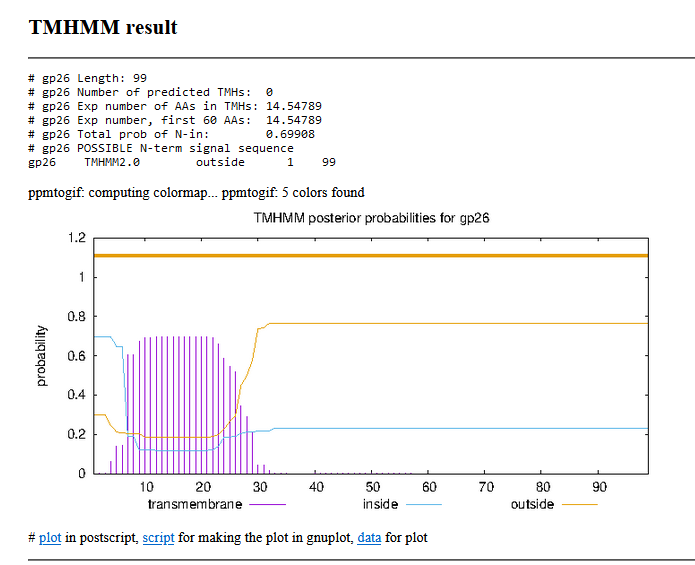 TMHMM result
# gp26 Length: 99
# gp26 Number of predicted TMHs:  0
# gp26 Exp number of AAs in TMHs: 14.54789
# gp26 Exp number, first 60 AAs:  14.54789
# gp26 Total prob of N-in:        0.69908
# gp26 POSSIBLE N-term signal sequence
gp26    TMHMM2.0        outside      1    99
ppmtogif: computing colormap... ppmtogif: 5 colors found
TMHMM posterior probabilities for gp26
1.2
1
0.8
0.6
0.4
0.2
0
probability
10 20 30 40 50 60 70 80 90
transmembrane inside outside
# plot in postscript, script for making the plot in gnuplot, data for plot